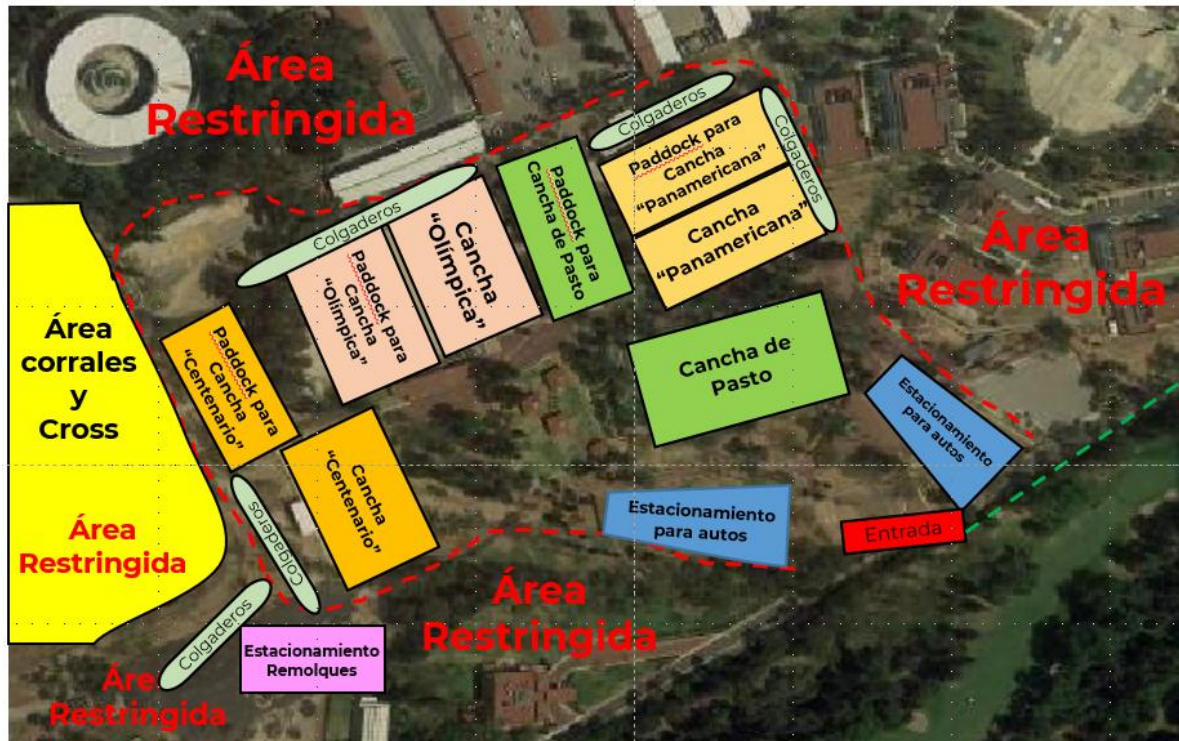 Área
Restringida
Colgaderos
Paddock para
Cancha
“Panamericana”
Colgaderos
Cancha
“Panamericana”
Paddock para
Cancha de Pasto
Colgaderos
Cancha
“Olímpica”
Paddock para
Cancha
“Olímpica”
Área
Restringida
Área
corrales
y
Cross
Área
Restringida
Paddock para
Cancha
“Centenario”
Cancha de
Pasto
Estacionamiento
para autos
Cancha
“Centenario”
Colgaderos
Estacionamiento
para autos
Entrada
Área
Restringida
Colgaderos
Estacionamiento
Remolques
Áre
Restringida